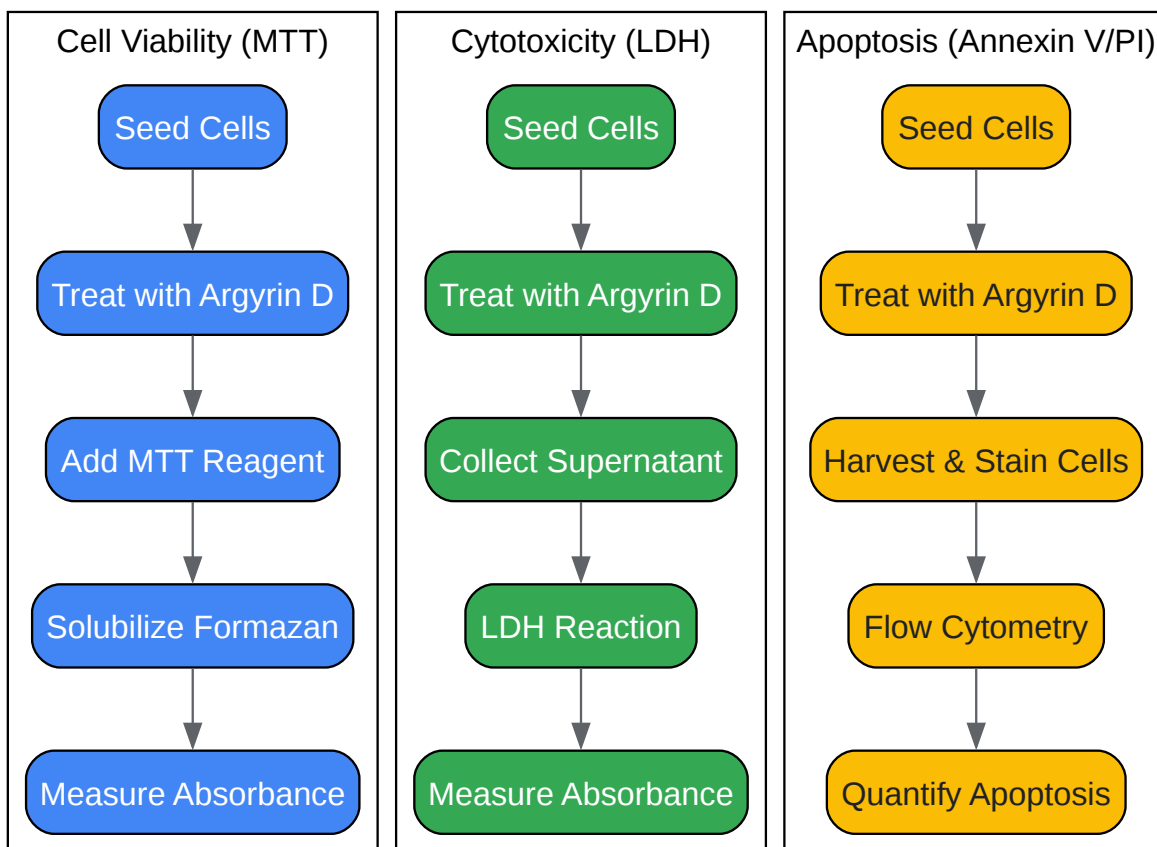 Cell Viability (MTT)
Seed Cells
Treat with Argyrin D
Add MTT Reagent
Solubilize Formazan
Measure Absorbance
Cytotoxicity (LDH)
Seed Cells
Treat with Argyrin D
Collect Supernatant
LDH Reaction
Measure Absorbance
Apoptosis (Annexin V/PI)
Seed Cells
Treat with Argyrin D
Harvest & Stain Cells
Flow Cytometry
Quantify Apoptosis